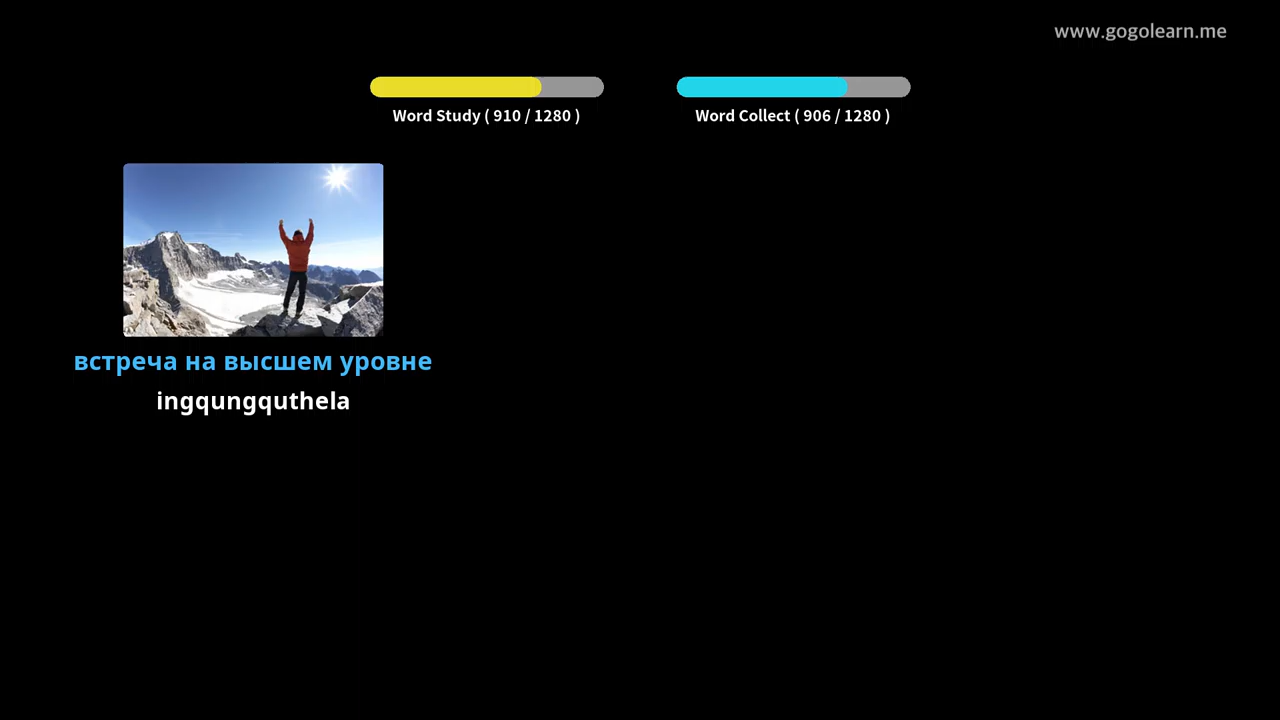 www.gogolearn.me
Word Study ( 910 / 1280 )
Word Collect ( 906 / 1280 )
встреча на высшем уровне
ingqungquthela